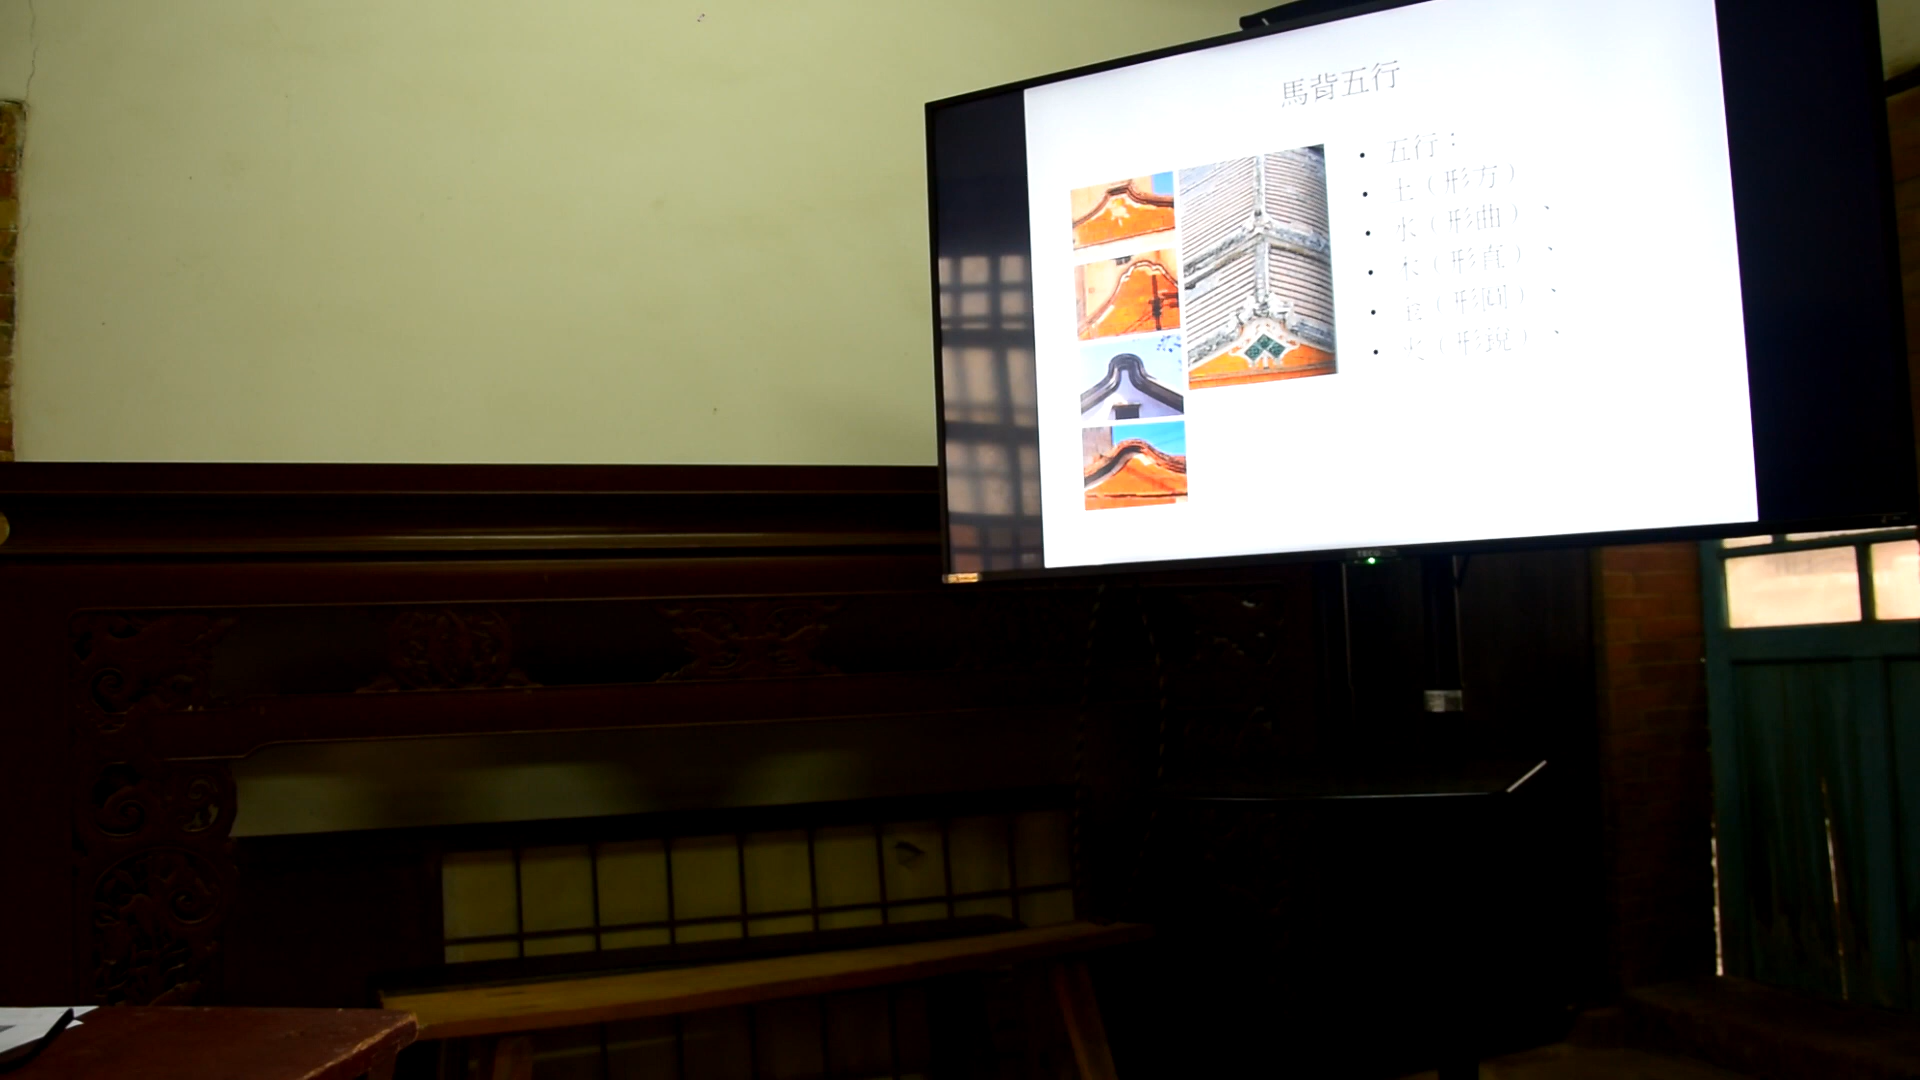 馬背五行
• 五行：
• 土（形方）
• 水（形曲）、
• 木（形直）、
• 金（形圓）、
• 火（形銳）、
TECO